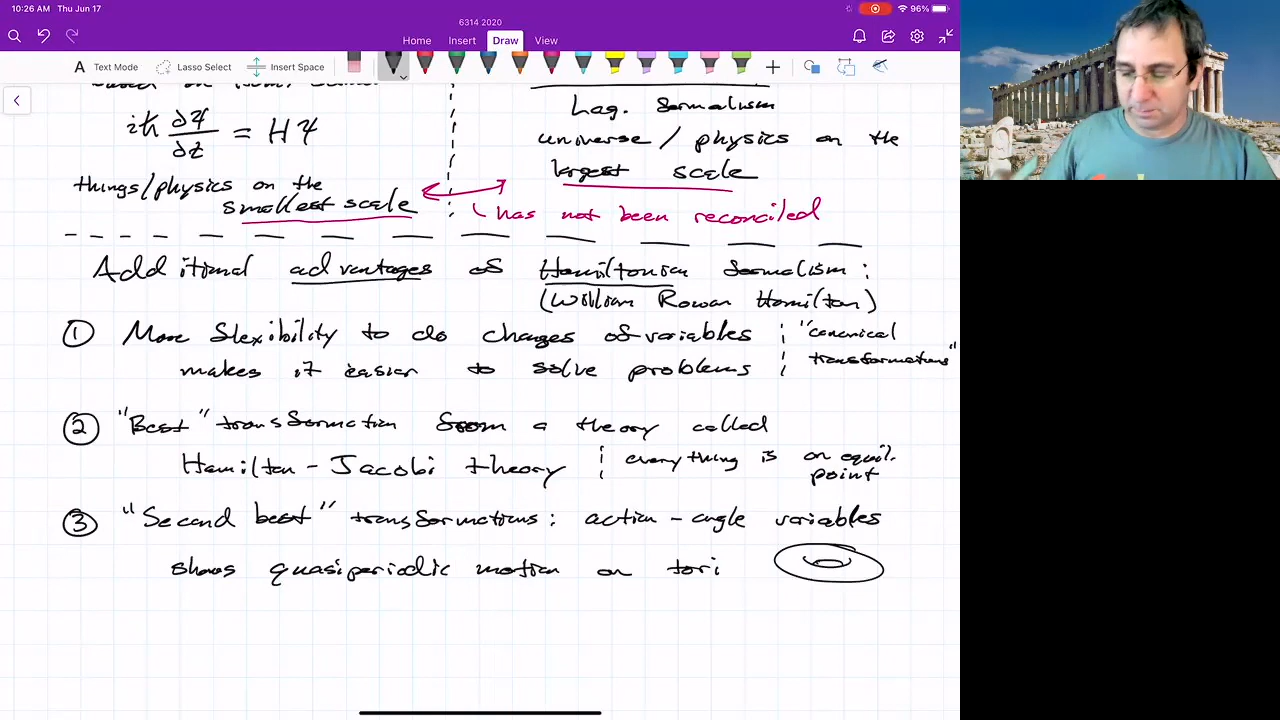 10:26 AM Thu Jun 17
96%
6314 2020
Home Insert Draw View
Text Mode Lasso Select Insert Space
iħ ∂Ψ/∂t = HΨ
things/physics on the
smallest scale
Lag. formalism
universe / physics on the
largest scale
has not been reconciled
Additional advantages of Hamiltonian formalism:
(William Rowan Hamilton)
① More flexibility to do changes of variables
makes it easier to solve problems
"canonical
transformations"
② "Best" transformation from a theory called
Hamilton-Jacobi theory
everything is an equil.
point
③ "Second best" transformations: action-angle variables
shows quasiperiodic motion on tori